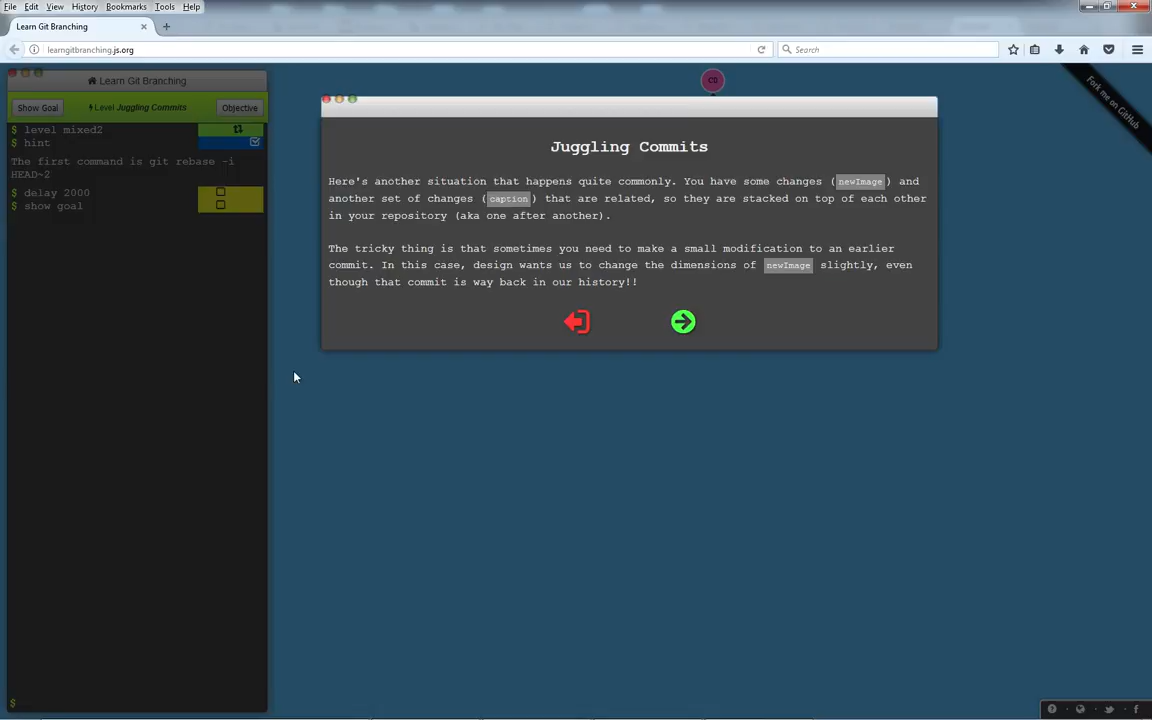 File Edit View History Bookmarks Tools Help
Learn Git Branching
learngitbranching.js.org
Search
Learn Git Branching
Show Goal
Level Juggling Commits
Objective
$ level mixed2
$ hint
The first command is git rebase -i
HEAD~2
$ delay 2000
$ show goal
$
Fork me on GitHub
Juggling Commits
Here's another situation that happens quite commonly. You have some changes ( newImage ) and
another set of changes ( caption ) that are related, so they are stacked on top of each other
in your repository (aka one after another).
The tricky thing is that sometimes you need to make a small modification to an earlier
commit. In this case, design wants us to change the dimensions of newImage slightly, even
though that commit is way back in our history!!